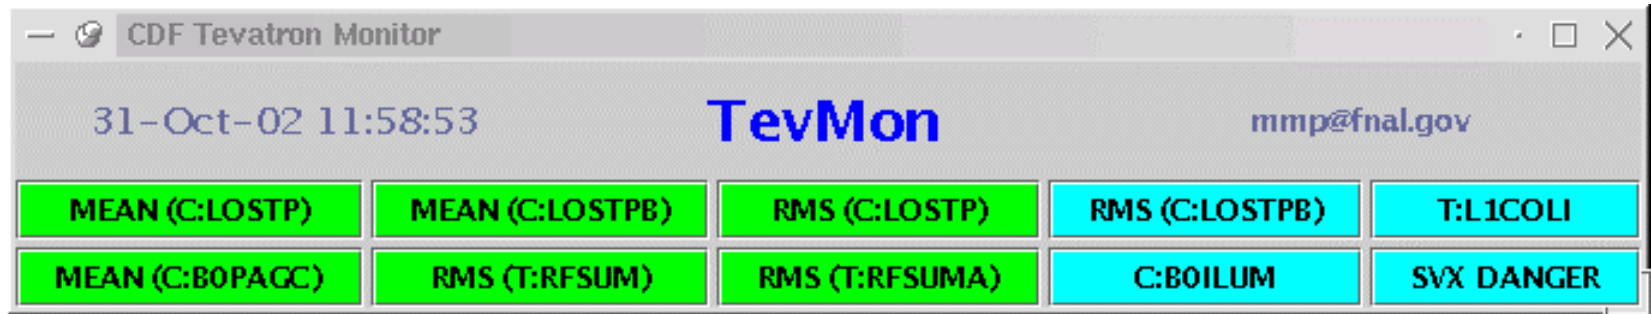 CDF Tevatron Monitor
31-Oct-02 11:58:53 TevMon mmp@fnal.gov
MEAN (C:LOSTP) MEAN (C:LOSTPB) RMS (C:LOSTP) RMS (C:LOSTPB) T:L1COLI
MEAN (C:B0PAGC) RMS (T:RFSUM) RMS (T:RFSUMA) C:B0ILUM SVX DANGER